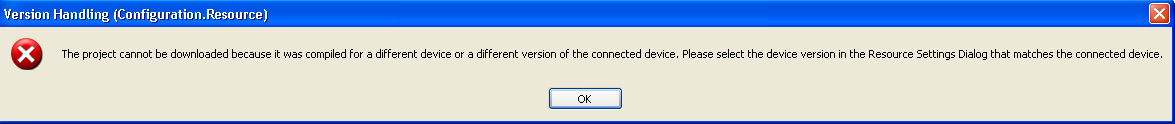 Version Handling (Configuration.Resource)
The project cannot be downloaded because it was compiled for a different device or a different version of the connected device. Please select the device version in the Resource Settings Dialog that matches the connected device.
OK